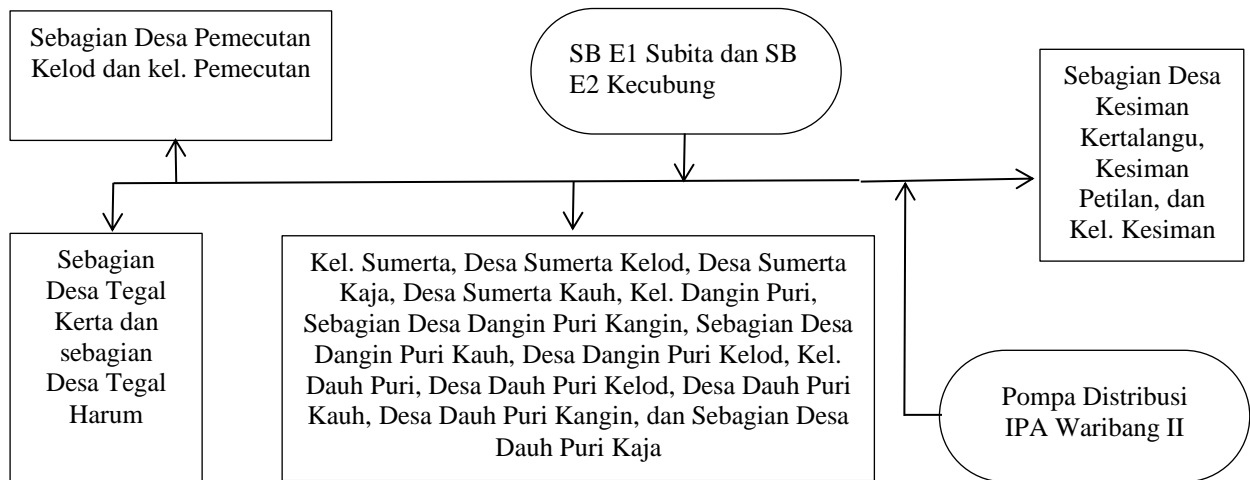 Sebagian Desa Pemecutan
Kelod dan kel. Pemecutan
SB E1 Subita dan SB
E2 Kecubung
Sebagian Desa
Kesiman
Kertalangu,
Kesiman
Petilan, dan
Kel. Kesiman
Sebagian
Desa Tegal
Kerta dan
sebagian
Desa Tegal
Harum
Kel. Sumerta, Desa Sumerta Kelod, Desa Sumerta
Kaja, Desa Sumerta Kauh, Kel. Dangin Puri,
Sebagian Desa Dangin Puri Kangin, Sebagian Desa
Dangin Puri Kauh, Desa Dangin Puri Kelod, Kel.
Dauh Puri, Desa Dauh Puri Kelod, Desa Dauh Puri
Kauh, Desa Dauh Puri Kangin, dan Sebagian Desa
Dauh Puri Kaja
Pompa Distribusi
IPA Waribang II